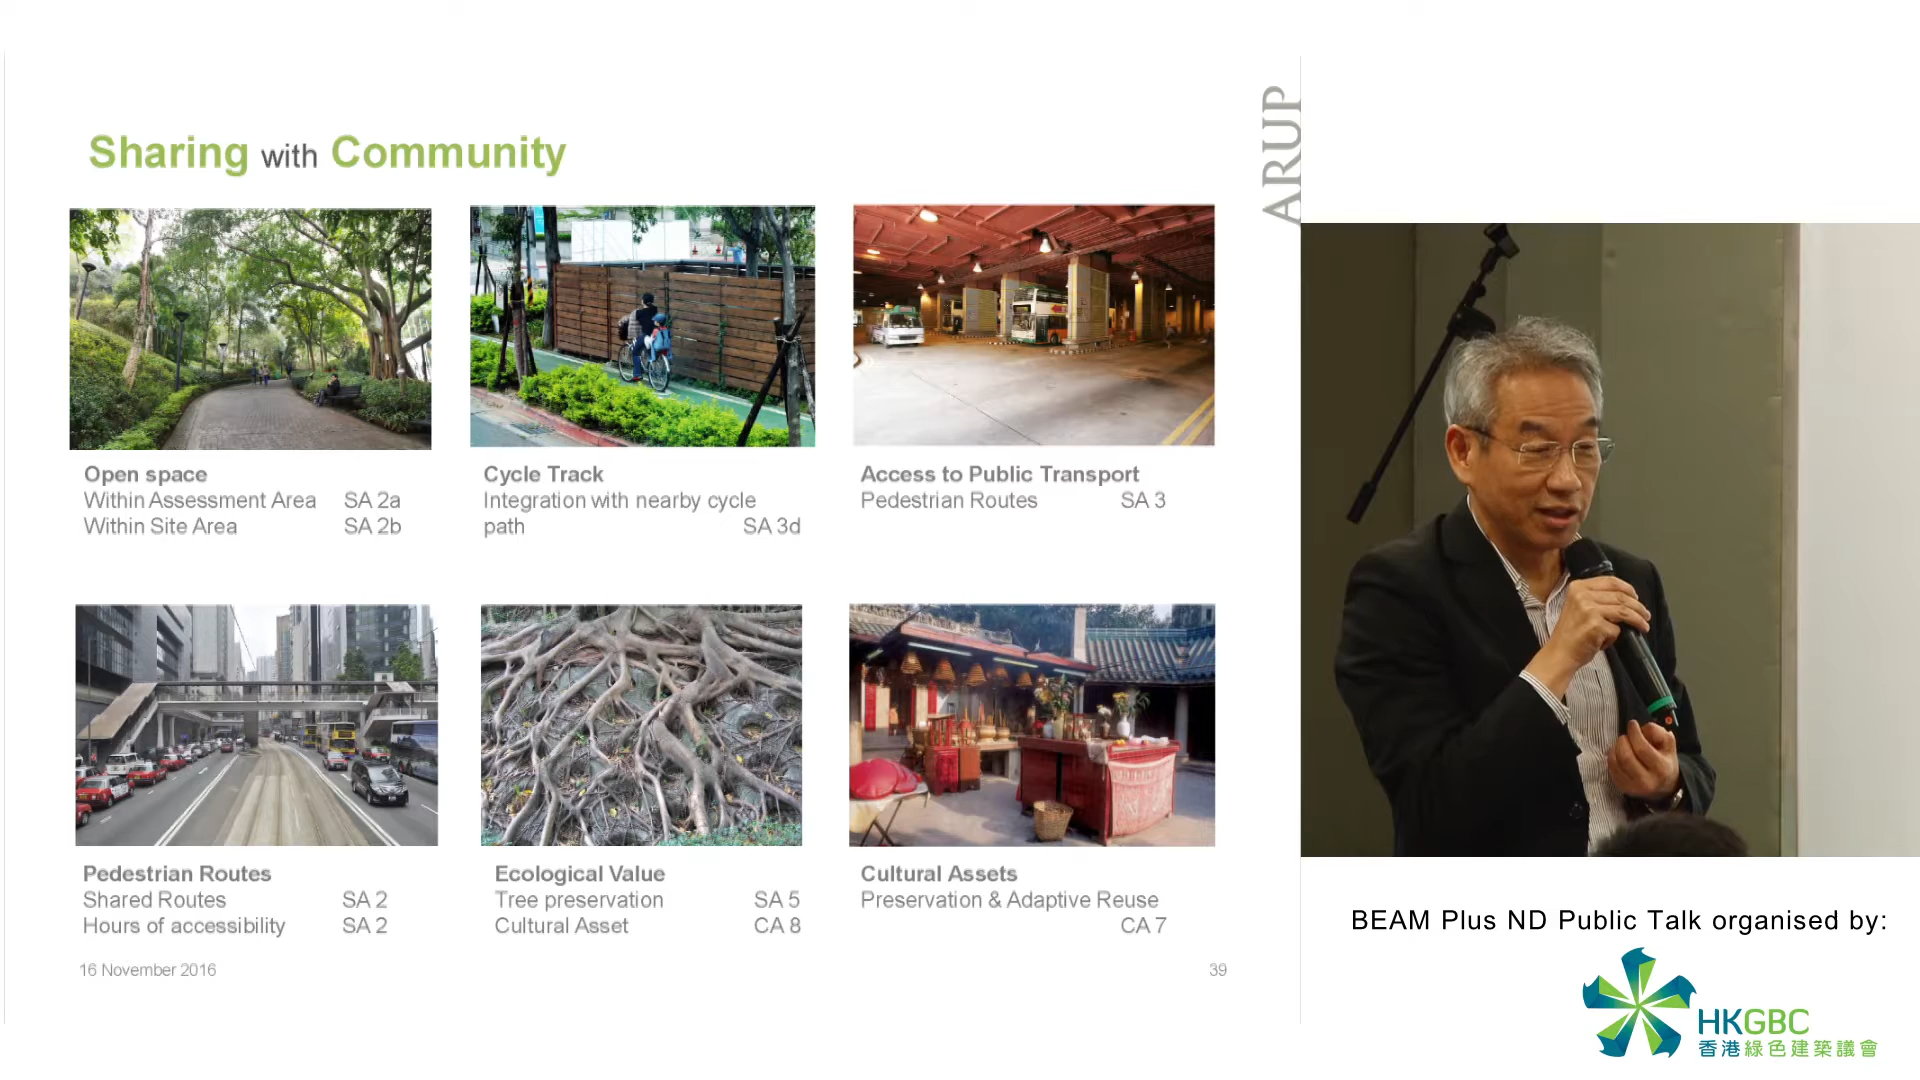 Sharing with Community
ARUP
Open space
Within Assessment Area SA 2a
Within Site Area SA 2b
Cycle Track
Integration with nearby cycle
path SA 3d
Access to Public Transport
Pedestrian Routes SA 3
Pedestrian Routes
Shared Routes SA 2
Hours of accessibility SA 2
Ecological Value
Tree preservation SA 5
Cultural Asset CA 8
Cultural Assets
Preservation & Adaptive Reuse
CA 7
16 November 2016
39
BEAM Plus ND Public Talk organised by:
HKGBC
香港綠色建築議會